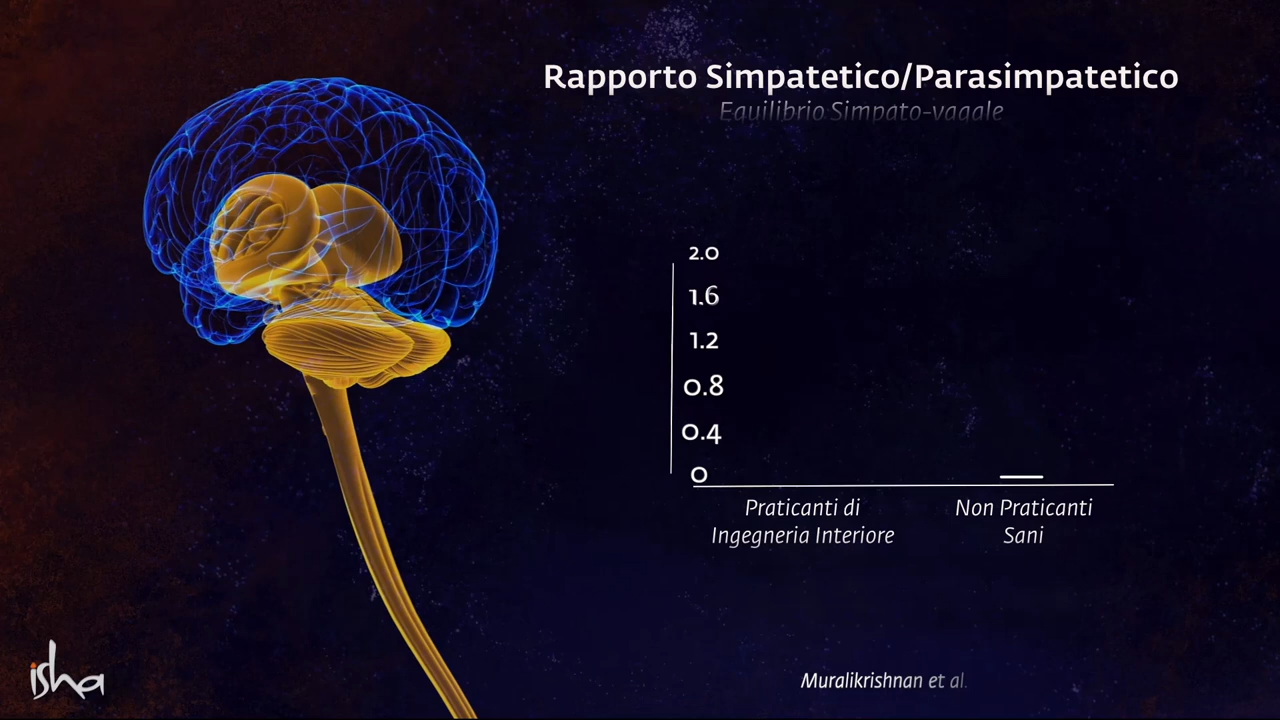 Rapporto Simpatetico/Parasimpatetico
Equilibrio Simpato-vagale
2.0
1.6
1.2
0.8
0.4
0
Praticanti di
Ingegneria Interiore
Non Praticanti
Sani
isha
Muralikrishnan et al.